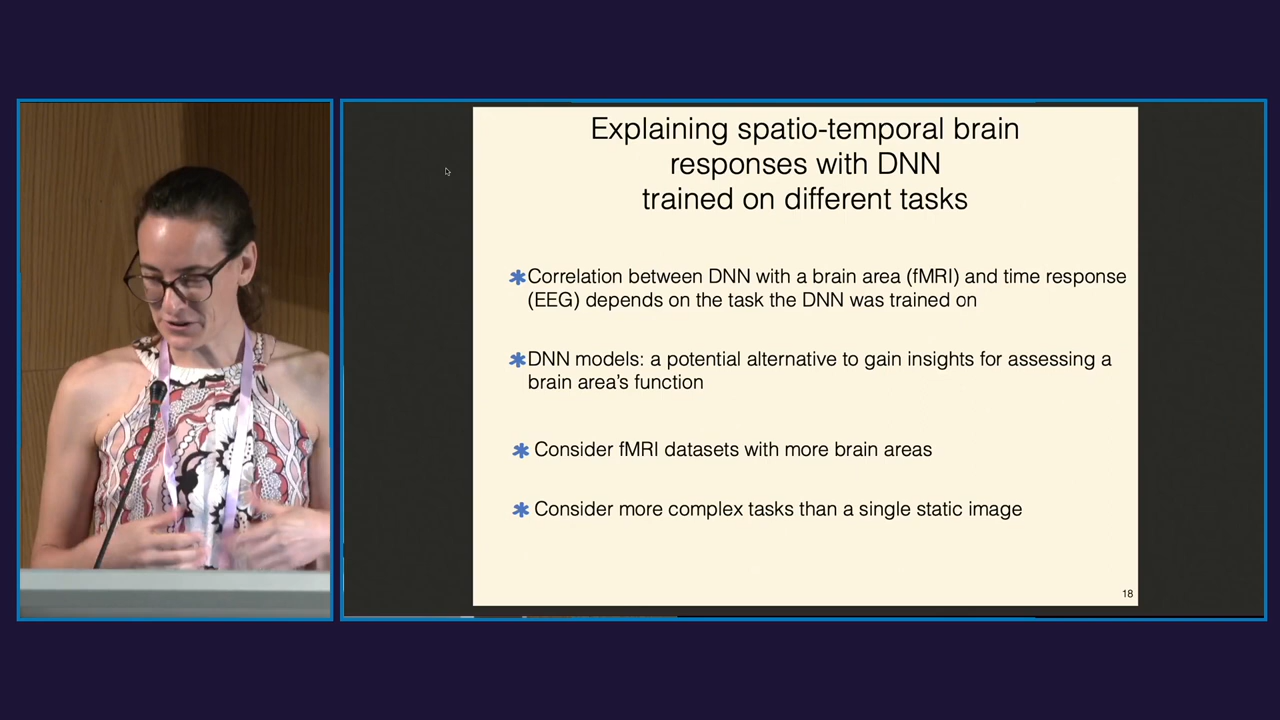 Explaining spatio-temporal brain
responses with DNN
trained on different tasks
✱Correlation between DNN with a brain area (fMRI) and time response
(EEG) depends on the task the DNN was trained on
✱DNN models: a potential alternative to gain insights for assessing a
brain area's function
✱ Consider fMRI datasets with more brain areas
✱ Consider more complex tasks than a single static image
18